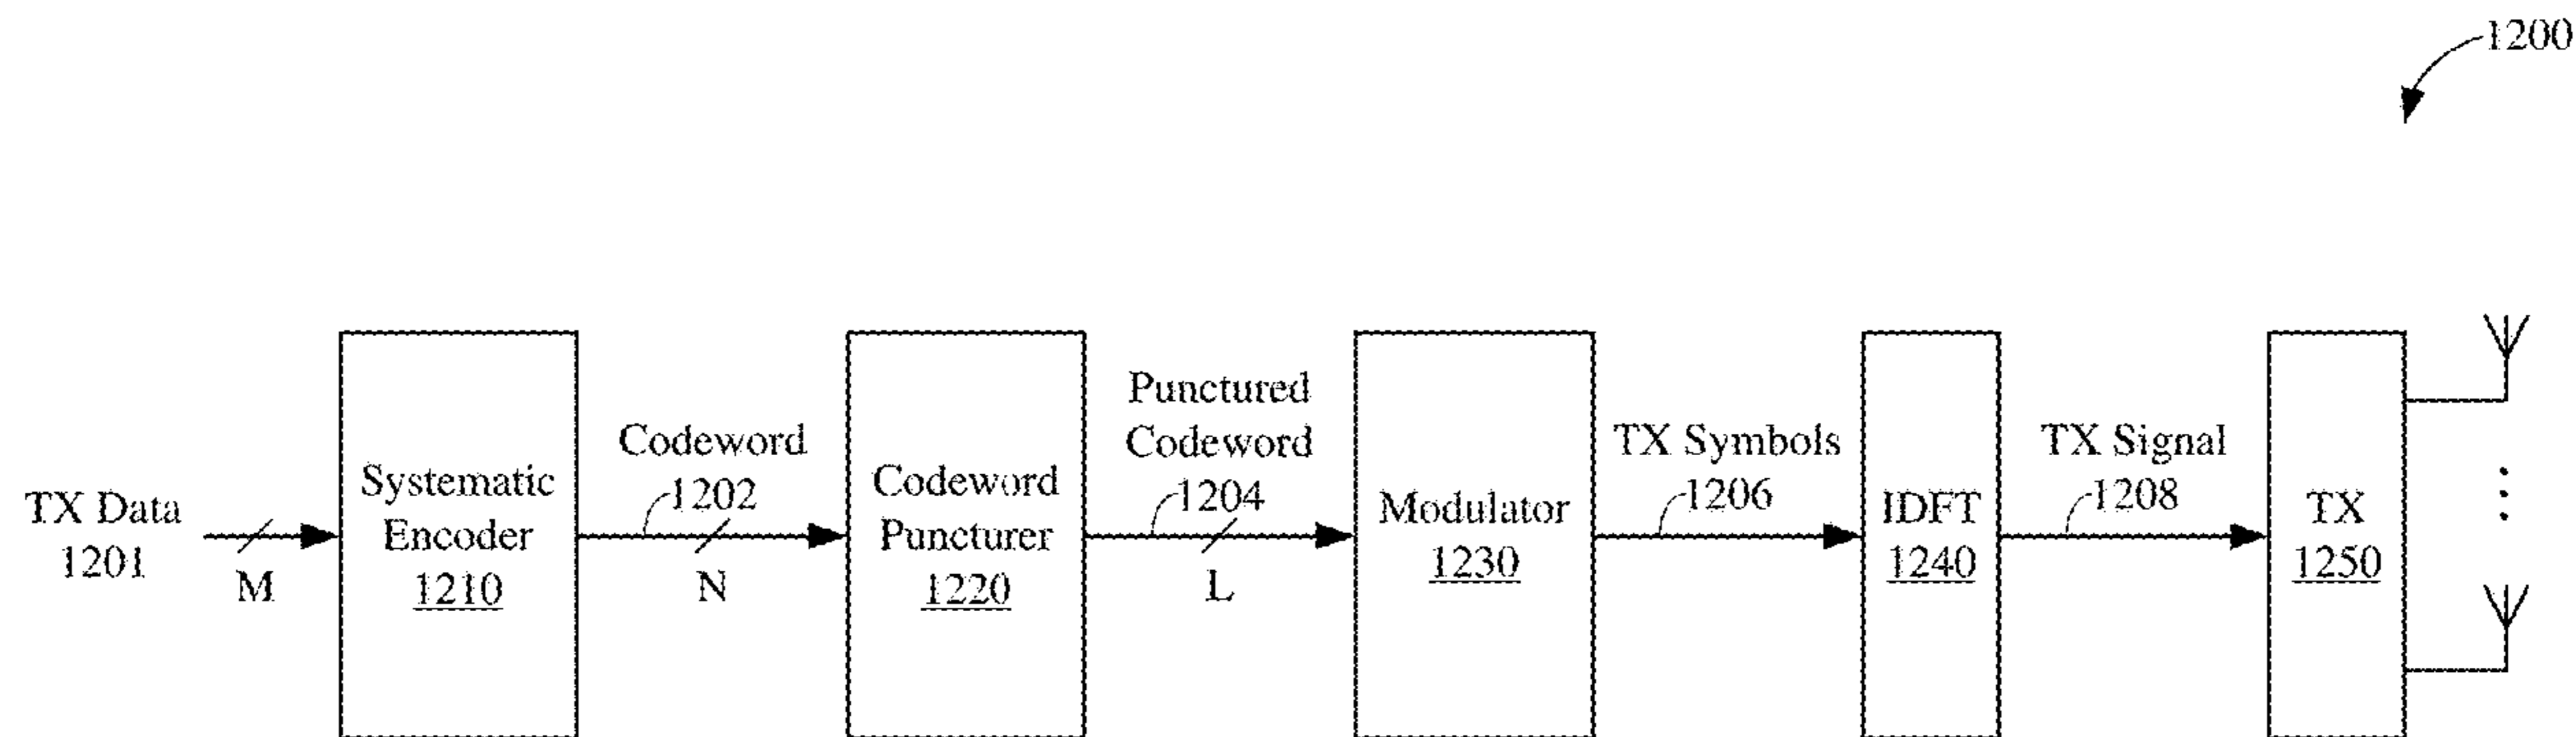 1200
TX Data
1201
M
Systematic
Encoder
1210
Codeword
1202
N
Codeword
Puncturer
1220
Punctured
Codeword
1204
L
Modulator
1230
TX Symbols
1206
IDFT
1240
TX Signal
1208
TX
1250